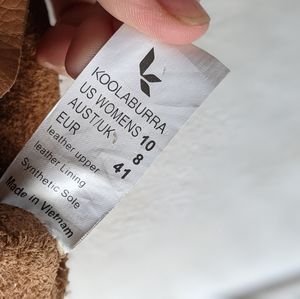 KOOLABURRA
US WOMENS 10
AUST/UK 8
EUR 41
leather upper
leather Lining
Synthetic Sole
Made in Vietnam